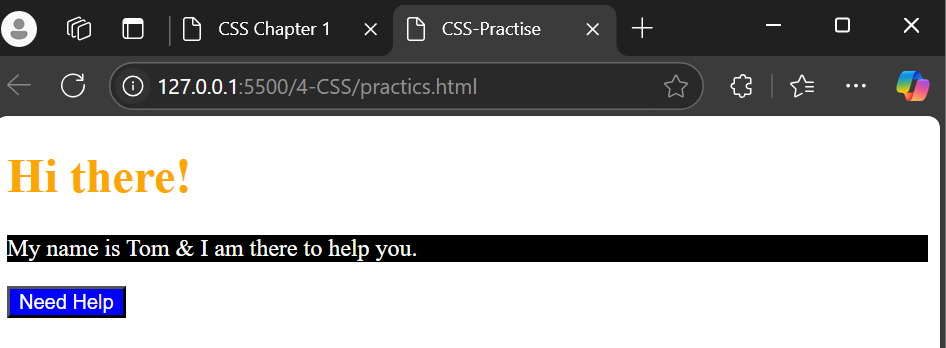 CSS Chapter 1
CSS-Practise
127.0.0.1:5500/4-CSS/practics.html
Hi there!
My name is Tom & I am there to help you.
Need Help